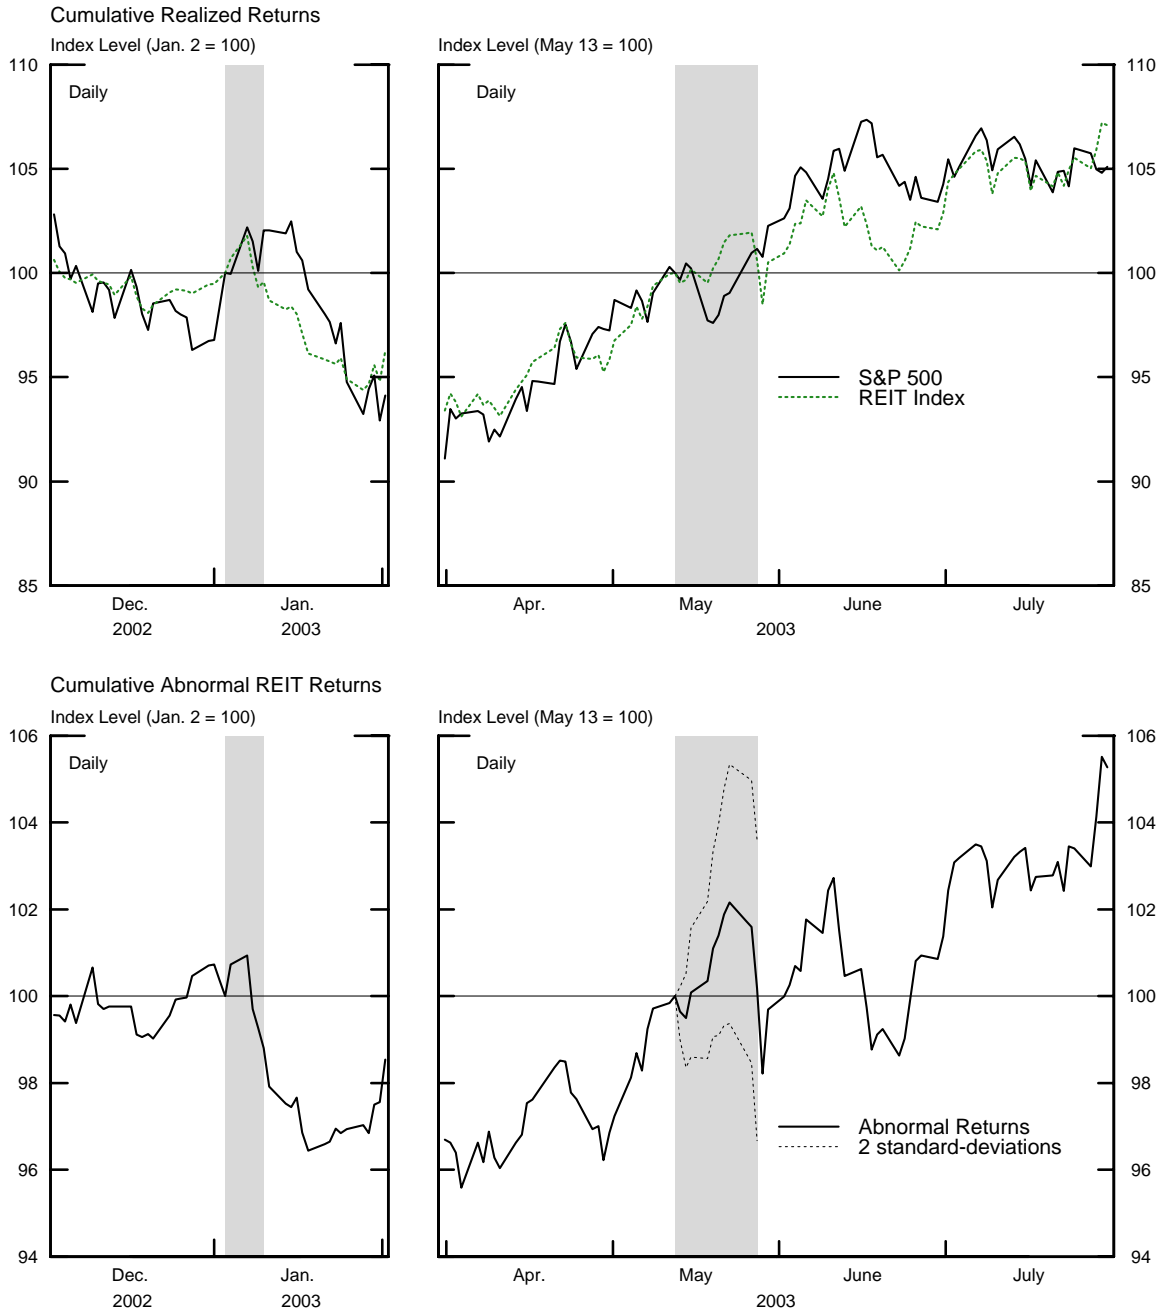 Cumulative Realized Returns
Index Level (Jan. 2 = 100)
Index Level (May 13 = 100)
110
110
Daily
Daily
105
105
100
100
95
95
S&P 500
REIT Index
90
90
85
85
Dec.
Jan.
Apr.
May
June
July
2002
2003
2003
Cumulative Abnormal REIT Returns
Index Level (Jan. 2 = 100)
Index Level (May 13 = 100)
106
106
Daily
Daily
104
104
102
102
100
100
98
98
Abnormal Returns
2 standard-deviations
96
96
94
94
Dec.
Jan.
Apr.
May
June
July
2002
2003
2003